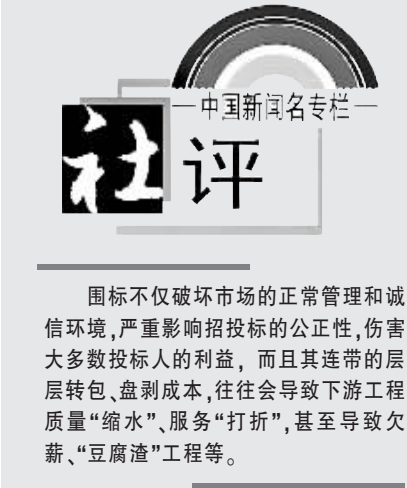 中国新闻名专栏
社评
围标不仅破坏市场的正常管理和诚
信环境,严重影响招投标的公正性,伤害
大多数投标人的利益，而且其连带的层
层转包、盘剥成本,往往会导致下游工程
质量“缩水”、服务“打折”,甚至导致欠
薪、“豆腐渣”工程等。